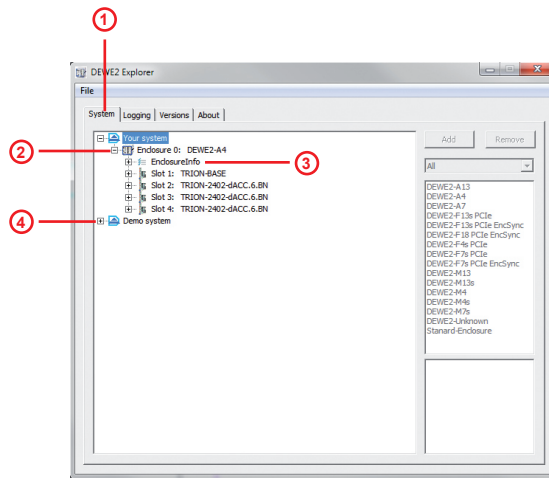 1
DEWE2 Explorer
File
System Logging Versions About
Your system
Add Remove
2
Enclosure 0: DEWE2-A4
EnclosureInfo
3
All
Slot 1: TRION-BASE
Slot 2: TRION-2402-dACC.6.BN
Slot 3: TRION-2402-dACC.6.BN
Slot 4: TRION-2402-dACC.6.BN
4
Demo system
DEWE2-A13
DEWE2-A4
DEWE2-A7
DEWE2-F13s PCIe
DEWE2-F13s PCIe EncSync
DEWE2-F18 PCIe EncSync
DEWE2-F4s PCIe
DEWE2-F7s PCIe
DEWE2-F7s PCIe EncSync
DEWE2-M13
DEWE2-M13s
DEWE2-M4
DEWE2-M4s
DEWE2-M7s
DEWE2-Unknown
Stanard-Enclosure